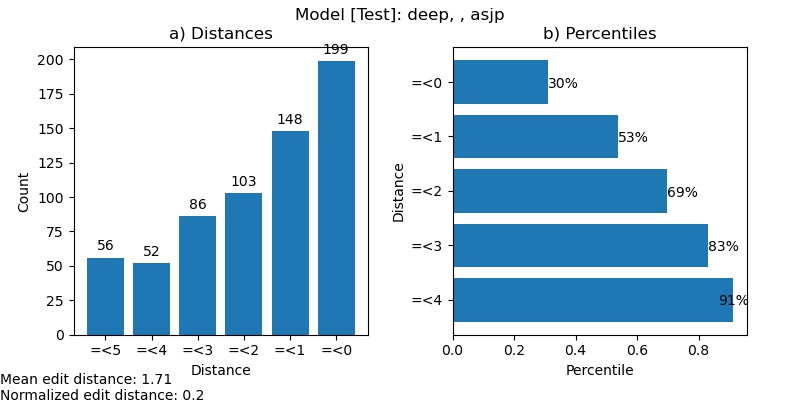 Model [Test]: deep, , asjp
a) Distances
b) Percentiles
200
175
150
125
100
75
50
25
0
Count
56
52
86
103
148
199
=<5 =<4 =<3 =<2 =<1 =<0
Distance
=<0
=<1
=<2
=<3
=<4
Distance
30%
53%
69%
83%
91%
0.0 0.2 0.4 0.6 0.8
Percentile
Mean edit distance: 1.71
Normalized edit distance: 0.2